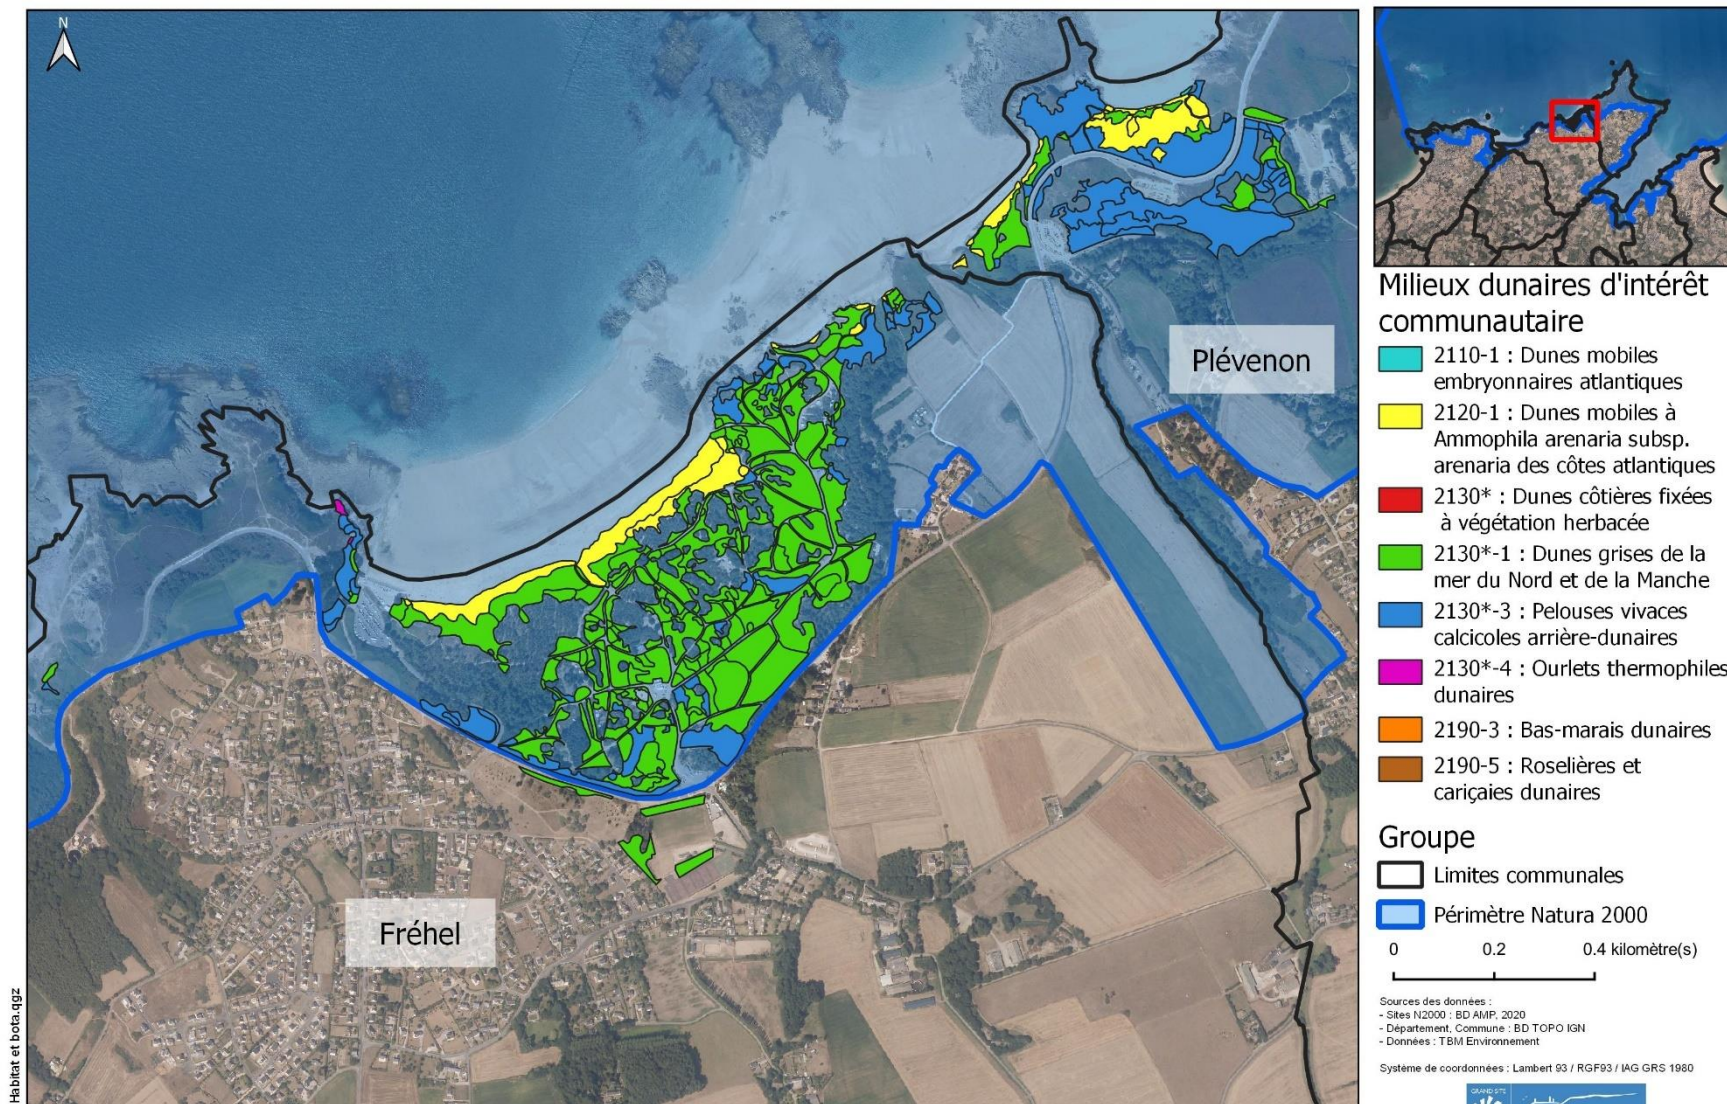 N
Plévenon
Fréhel
Habitat et bota.qgz
Milieux dunaires d'intérêt
communautaire
2110-1 : Dunes mobiles
embryonnaires atlantiques
2120-1 : Dunes mobiles à
Ammophila arenaria subsp.
arenaria des côtes atlantiques
2130* : Dunes côtières fixées
à végétation herbacée
2130*-1 : Dunes grises de la
mer du Nord et de la Manche
2130*-3 : Pelouses vivaces
calcicoles arrière-dunaires
2130*-4 : Ourlets thermophiles
dunaires
2190-3 : Bas-marais dunaires
2190-5 : Roselières et
cariçaies dunaires
Groupe
Limites communales
Périmètre Natura 2000
0 0.2 0.4 kilomètre(s)
Sources des données :
- Sites N2000 : BD AMP, 2020
- Département, Commune : BD TOPO IGN
- Données : TBM Environnement
Système de coordonnées : Lambert 93 / RGF93 / IAG GRS 1980
GRAND SITE